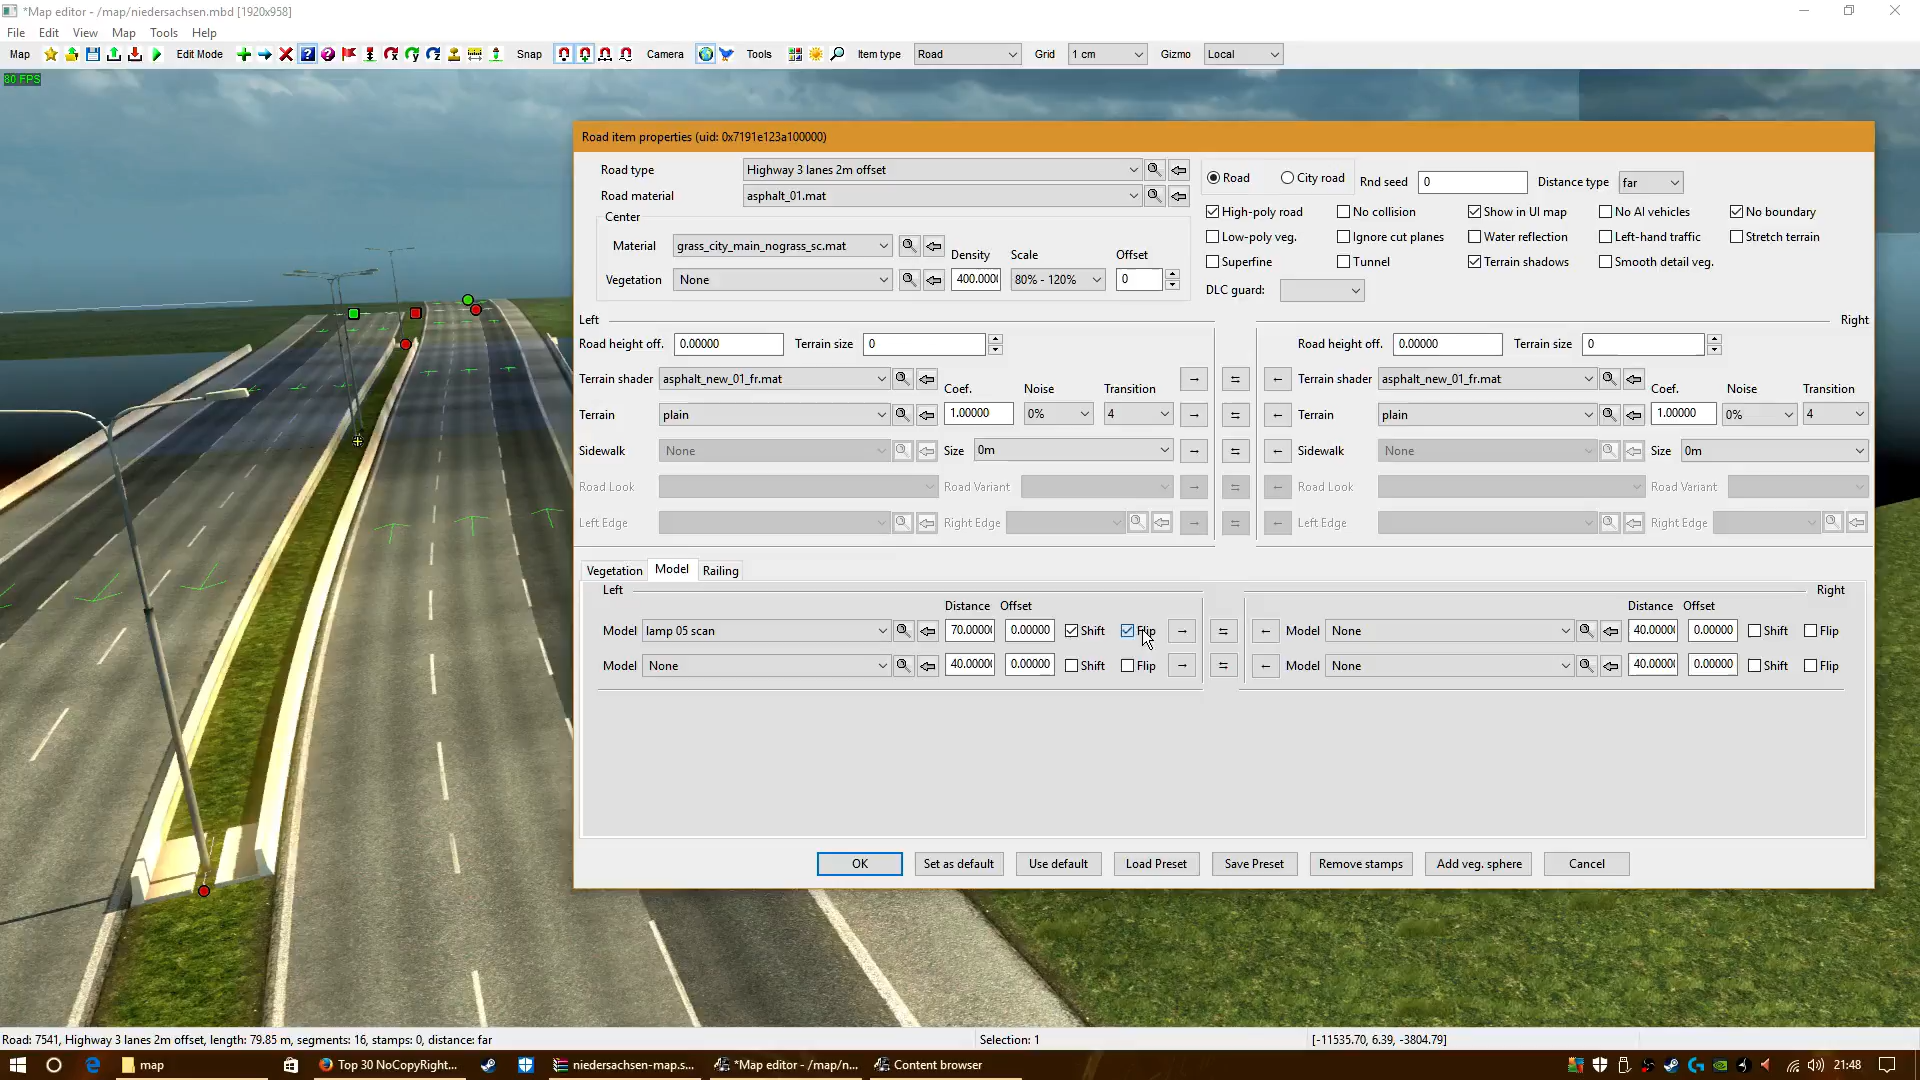 *Map editor - /map/niedersachsen.mbd [1920x958]
File Edit View Map Tools Help
Map Edit Mode Snap Camera Tools Item type Road Grid 1 cm Gizmo Local
80 FPS
Road item properties (uid: 0x7191e123a100000)
Road type Highway 3 lanes 2m offset Road City road Rnd seed 0 Distance type far
Road material asphalt_01.mat
High-poly road No collision Show in UI map No AI vehicles No boundary
Center
Material grass_city_main_nograss_sc.mat Density Scale Offset
Low-poly veg. Ignore cut planes Water reflection Left-hand traffic Stretch terrain
Vegetation None 400.000 80% - 120% 0
Superfine Tunnel Terrain shadows Smooth detail veg.
DLC guard:
Left Right
Road height off. 0.00000 Terrain size 0 Road height off. 0.00000 Terrain size 0
Terrain shader asphalt_new_01_fr.mat Coef. Noise Transition Terrain shader asphalt_new_01_fr.mat Coef. Noise Transition
Terrain plain 1.00000 0% 4 Terrain plain 1.00000 0% 4
Sidewalk None Size 0m Sidewalk None Size 0m
Road Look Road Variant Road Look Road Variant
Left Edge Right Edge Left Edge Right Edge
Vegetation Model Railing
Left Right
Distance Offset Distance Offset
Model lamp 05 scan 70.0000 0.00000 Shift Flip Model None 40.0000 0.00000 Shift Flip
Model None 40.0000 0.00000 Shift Flip Model None 40.0000 0.00000 Shift Flip
OK Set as default Use default Load Preset Save Preset Remove stamps Add veg. sphere Cancel
Road: 7541, Highway 3 lanes 2m offset, length: 79.85 m, segments: 16, stamps: 0, distance: far Selection: 1 [-11535.70, 6.39, -3804.79]
map Top 30 NoCopyRight... niedersachsen-map.s... *Map editor - /map/n... Content browser 21:48